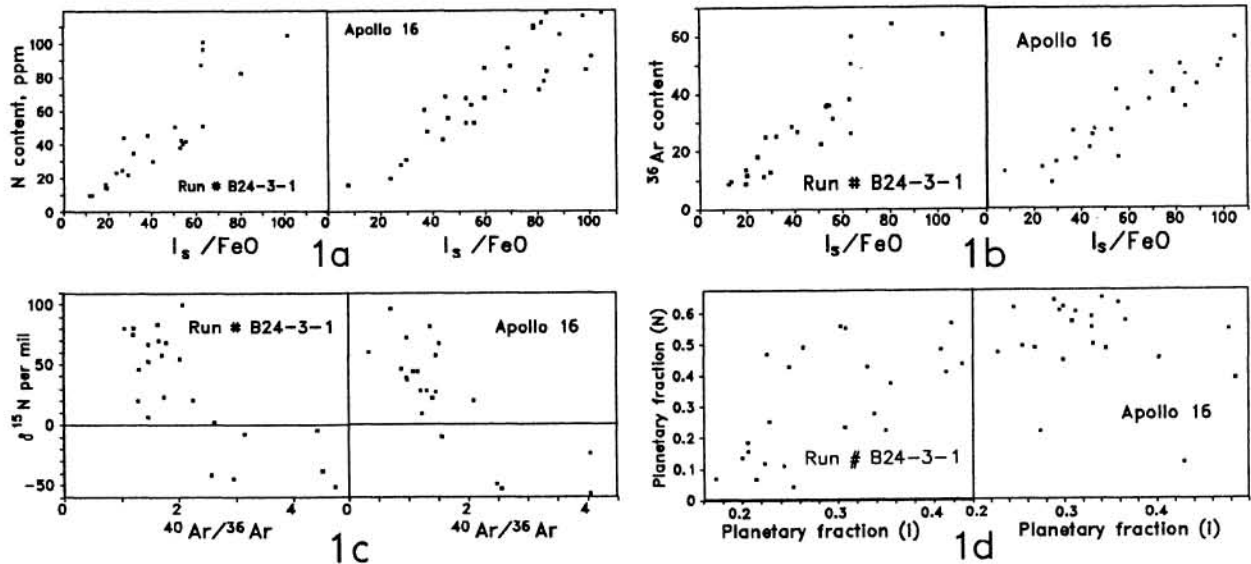 N content, ppm
100
80
60
40
20
0
Run # B24-3-1
Apollo 16
0 20 40 60 80 100
0 20 40 60 80 100
I_s /FeO
I_s /FeO
1a
³⁶Ar content
60
40
20
0
Run # B24-3-1
Apollo 16
0 20 40 60 80
0 20 40 60 80 100
I_s /FeO
I_s /FeO
1b
δ ¹⁵N per mil
100
50
0
-50
Run # B24-3-1
Apollo 16
0 2 4
0 2 4
⁴⁰Ar/³⁶Ar
⁴⁰Ar/³⁶Ar
1c
Planetary fraction (N)
0.6
0.5
0.4
0.3
0.2
0.1
0
Run # B24-3-1
Apollo 16
0.2 0.3 0.4
0.2 0.3 0.4
Planetary fraction (I)
Planetary fraction (I)
1d